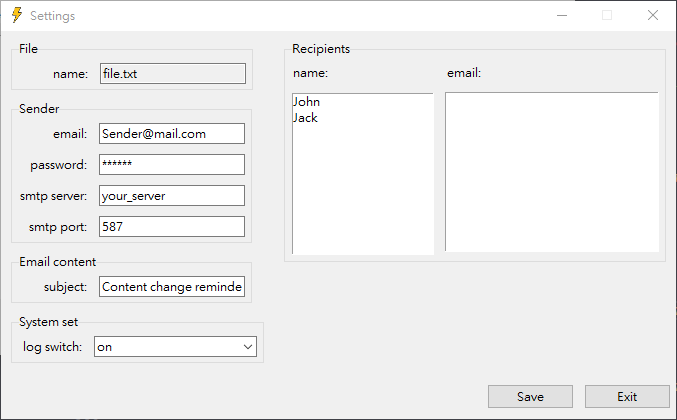 Settings
File
name: file.txt
Sender
email: Sender@mail.com
password: ******
smtp server: your_server
smtp port: 587
Email content
subject: Content change reminde
System set
log switch: on
Recipients
name: email:
John
Jack
Save Exit